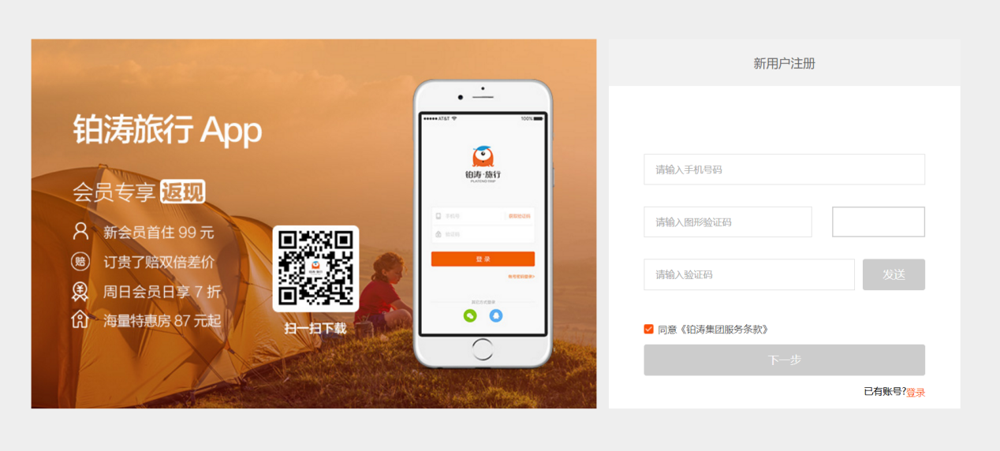 铂涛旅行 App
会员专享 返现
新会员首住 99 元
赔 订贵了赔双倍差价
周日会员日享 7 折
海量特惠房 87 元起
扫一扫下载
AT&T 100%
铂涛·旅行
PLATENO TRIP
手机号 获取验证码
验证码
登 录
账号密码登录>
其它方式登录
新用户注册
请输入手机号码
请输入图形验证码
请输入验证码 发送
同意《铂涛集团服务条款》
下一步
已有账号?登录